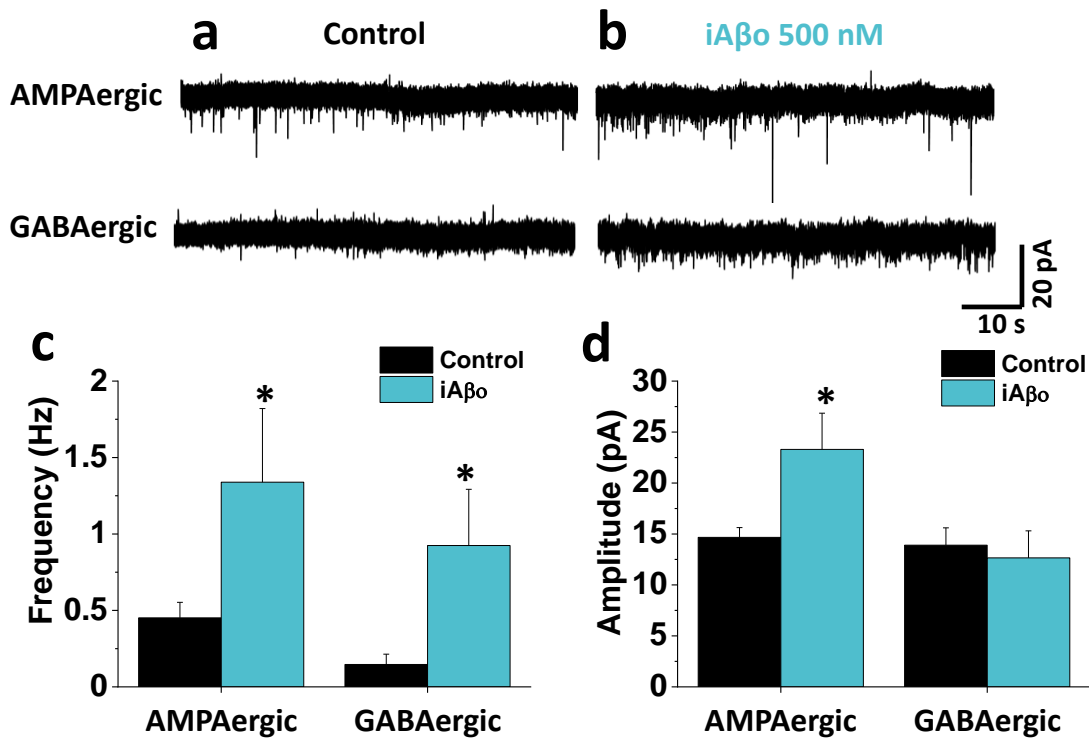 a Control
b iAβo 500 nM
AMPAergic
GABAergic
20 pA
10 s
c
Control
iAβo
Frequency (Hz)
2
1.5
1
0.5
0
AMPAergic GABAergic
d
Control
iAβo
Amplitude (pA)
30
25
20
15
10
5
0
AMPAergic GABAergic
*
*
*